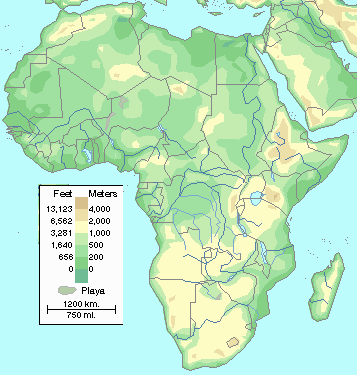 Feet Meters
13,123 4,000
6,562 2,000
3,281 1,000
1,640 500
656 200
0 0
Playa
1200 km.
750 mi.